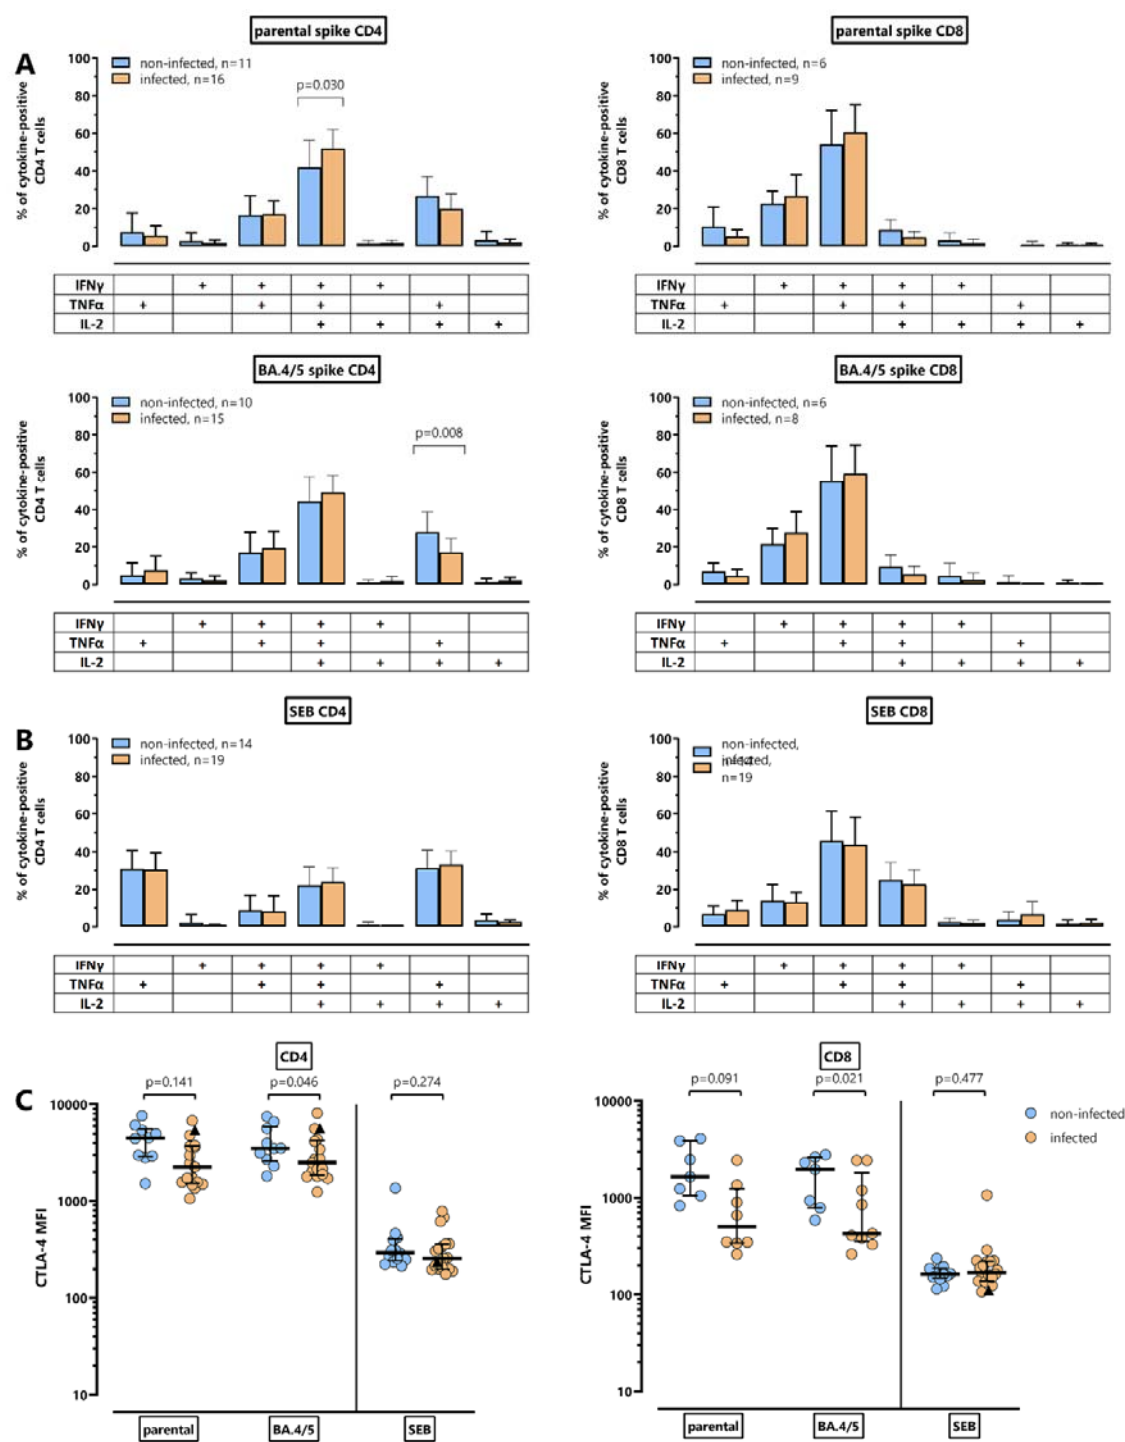 A
parental spike CD4
% of cytokine-positive
CD4 T cells
100
80
60
40
20
0
non-infected, n=11
infected, n=16
p=0.030
IFNγ + + + +
TNFα + + + +
IL-2 + + + +
parental spike CD8
% of cytokine-positive
CD8 T cells
100
80
60
40
20
0
non-infected, n=6
infected, n=9
IFNγ + + + +
TNFα + + + +
IL-2 + + + +
BA.4/5 spike CD4
% of cytokine-positive
CD4 T cells
100
80
60
40
20
0
non-infected, n=10
infected, n=15
p=0.008
IFNγ + + + +
TNFα + + + +
IL-2 + + + +
BA.4/5 spike CD8
% of cytokine-positive
CD8 T cells
100
80
60
40
20
0
non-infected, n=6
infected, n=8
IFNγ + + + +
TNFα + + + +
IL-2 + + + +
B
SEB CD4
% of cytokine-positive
CD4 T cells
100
80
60
40
20
0
non-infected, n=14
infected, n=19
IFNγ + + + +
TNFα + + + +
IL-2 + + + +
SEB CD8
% of cytokine-positive
CD8 T cells
100
80
60
40
20
0
non-infected,
n=14
infected,
n=19
IFNγ + + + +
TNFα + + + +
IL-2 + + + +
C
CD4
p=0.141 p=0.046 p=0.274
CTLA-4 MFI
10000
1000
100
10
parental BA.4/5 SEB
CD8
p=0.091 p=0.021 p=0.477
CTLA-4 MFI
10000
1000
100
10
parental BA.4/5 SEB
non-infected
infected